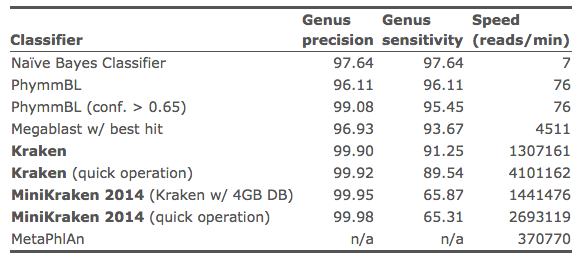 Classifier Genus precision Genus sensitivity Speed (reads/min)
Naïve Bayes Classifier 97.64 97.64 7
PhymmBL 96.11 96.11 76
PhymmBL (conf. > 0.65) 99.08 95.45 76
Megablast w/ best hit 96.93 93.67 4511
Kraken 99.90 91.25 1307161
Kraken (quick operation) 99.92 89.54 4101162
MiniKraken 2014 (Kraken w/ 4GB DB) 99.95 65.87 1441476
MiniKraken 2014 (quick operation) 99.98 65.31 2693119
MetaPhlAn n/a n/a 370770